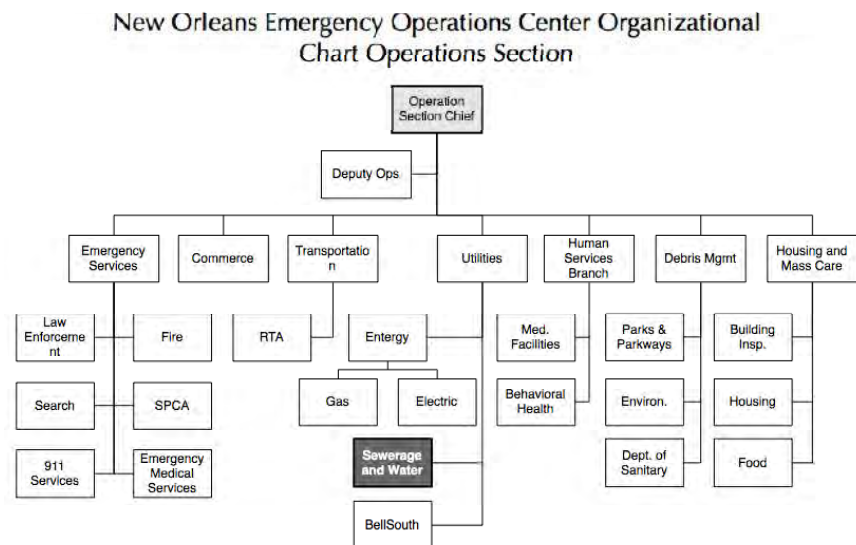 New Orleans Emergency Operations Center Organizational
Chart Operations Section
Operation
Section Chief
Deputy Ops
Emergency
Services
Commerce
Transportatio
n
Utilities
Human
Services
Branch
Debris Mgmt
Housing and
Mass Care
Law
Enforceme
nt
Fire
RTA
Entergy
Med.
Facilities
Parks &
Parkways
Building
Insp.
Search
SPCA
Gas
Electric
Behavioral
Health
Environ.
Housing
911
Services
Emergency
Medical
Services
Sewerage
and Water
Dept. of
Sanitary
Food
BellSouth